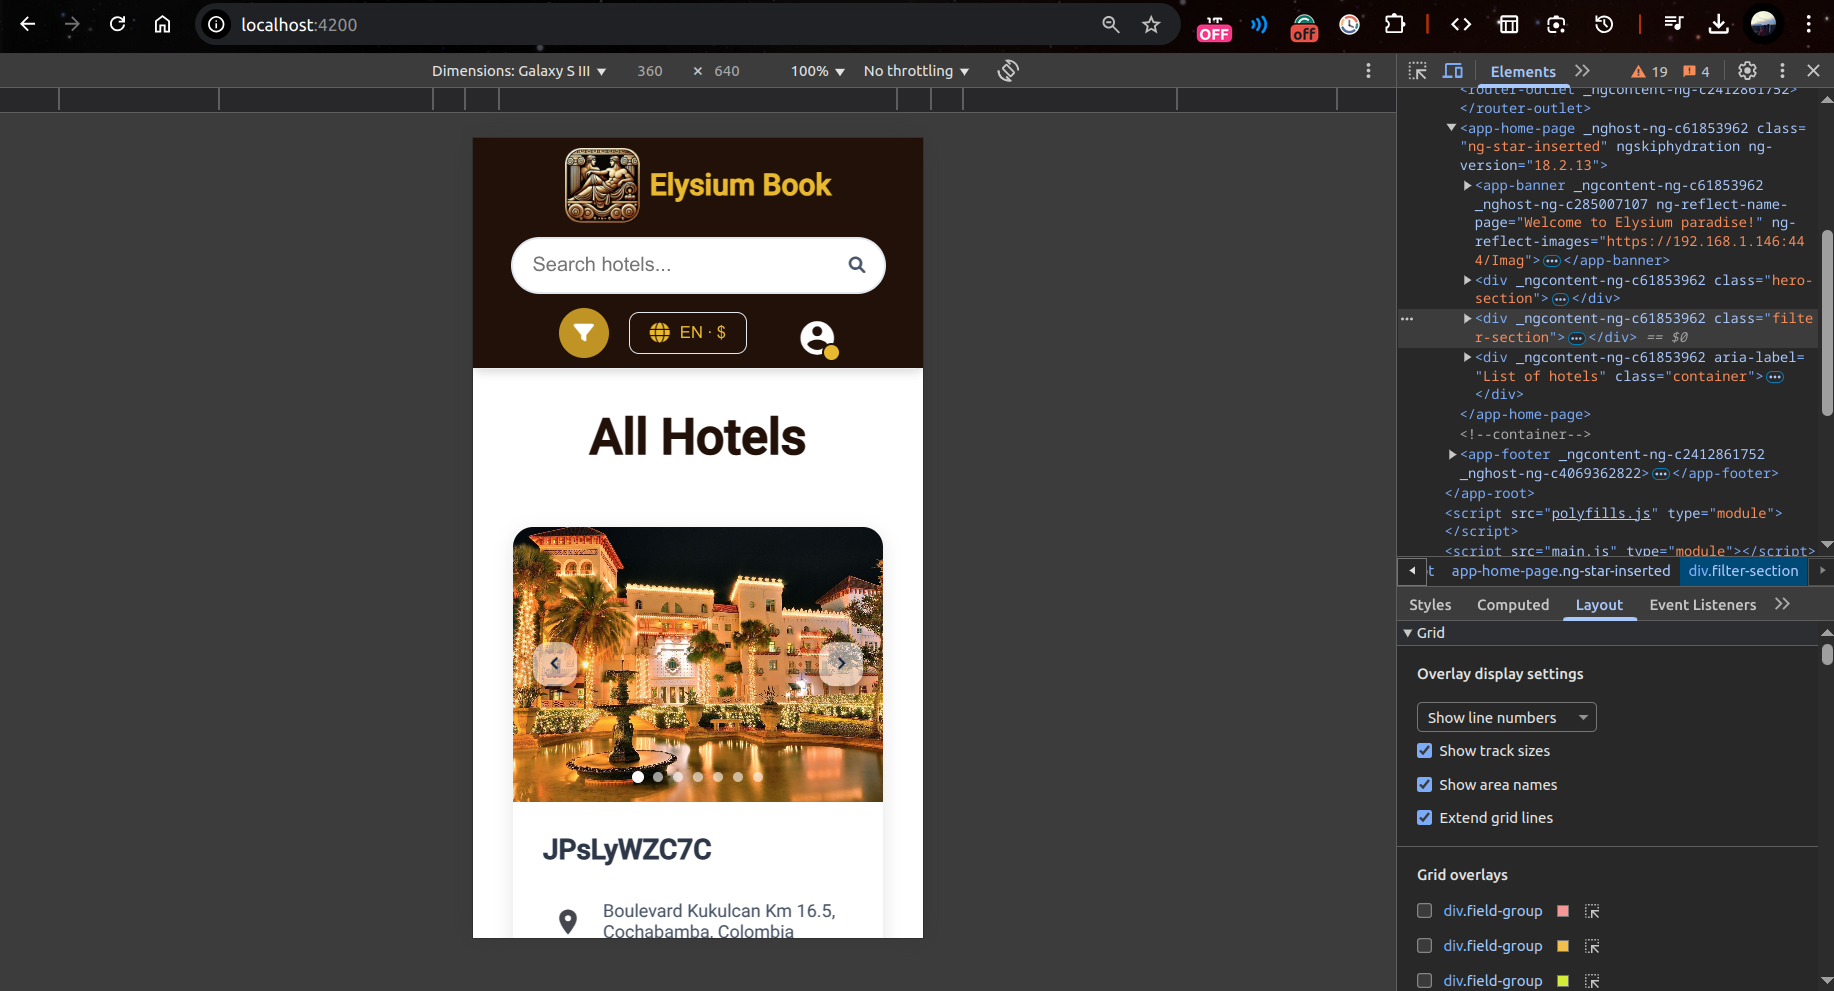 localhost:4200
OFF
off
Dimensions: Galaxy S III ▼ 360 × 640 100% ▼ No throttling ▼
Elements 19 4
<router-outlet _ngcontent-ng-c2412861752>
</router-outlet>
<app-home-page _nghost-ng-c61853962 class=
"ng-star-inserted" ngskiphydration ng-
version="18.2.13">
<app-banner _ngcontent-ng-c61853962
_nghost-ng-c285007107 ng-reflect-name-
page="Welcome to Elysium paradise!" ng-
reflect-images="https://192.168.1.146:44
4/Imag">…</app-banner>
<div _ngcontent-ng-c61853962 class="hero-
section">…</div>
<div _ngcontent-ng-c61853962 class="filte
r-section">…</div> == $0
<div _ngcontent-ng-c61853962 aria-label=
"List of hotels" class="container">…
</div>
</app-home-page>
<!--container-->
<app-footer _ngcontent-ng-c2412861752
_nghost-ng-c4069362822>…</app-footer>
</app-root>
<script src="polyfills.js" type="module">
</script>
<script src="main.js" type="module"></script>
t app-home-page.ng-star-inserted div.filter-section
Styles Computed Layout Event Listeners
Grid
Overlay display settings
Show line numbers
Show track sizes
Show area names
Extend grid lines
Grid overlays
div.field-group
div.field-group
div.field-group
Elysium Book
Search hotels...
EN · $
All Hotels
JPsLyWZC7C
Boulevard Kukulcan Km 16.5,
Cochabamba, Colombia